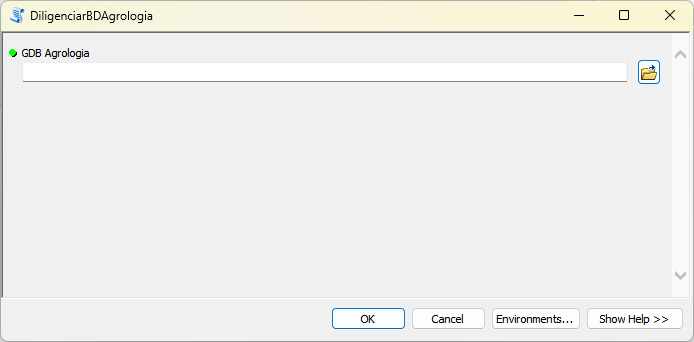 DiligenciarBDAgrologia
GDB Agrologia
OK Cancel Environments... Show Help >>